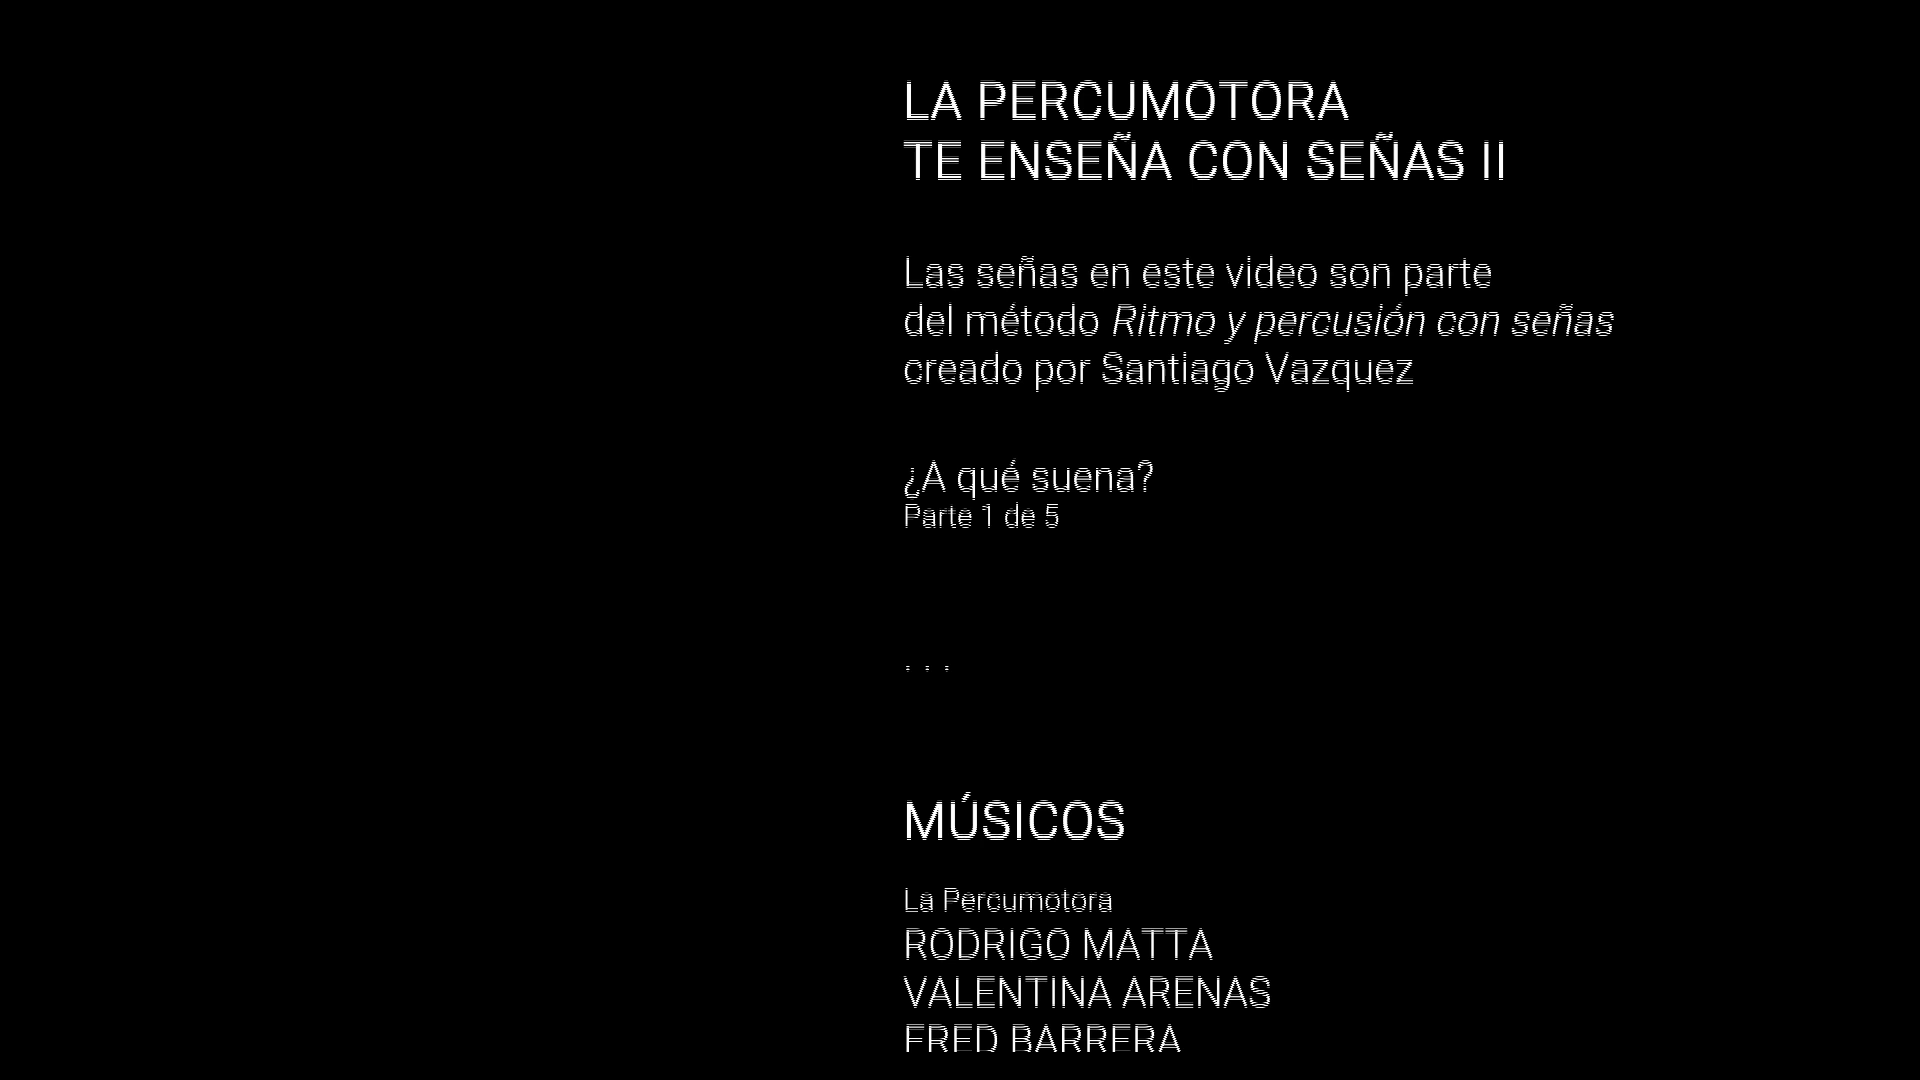 LA PERCUMOTORA
TE ENSEÑA CON SEÑAS II
Las señas en este video son parte
del método Ritmo y percusión con señas
creado por Santiago Vazquez
¿A qué suena?
Parte 1 de 5
. . .
MÚSICOS
La Percumotora
RODRIGO MATTA
VALENTINA ARENAS
FRED BARRERA